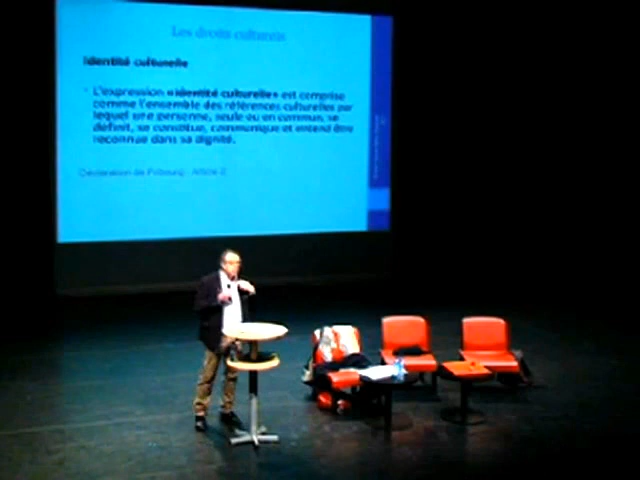 Les droits culturels
Identité culturelle
L'expression «identité culturelle» est comprise
comme l'ensemble des références culturelles par
lequel une personne, seule ou en commun, se
définit, se constitue, communique et entend être
reconnue dans sa dignité.
Déclaration de Fribourg - Article 2